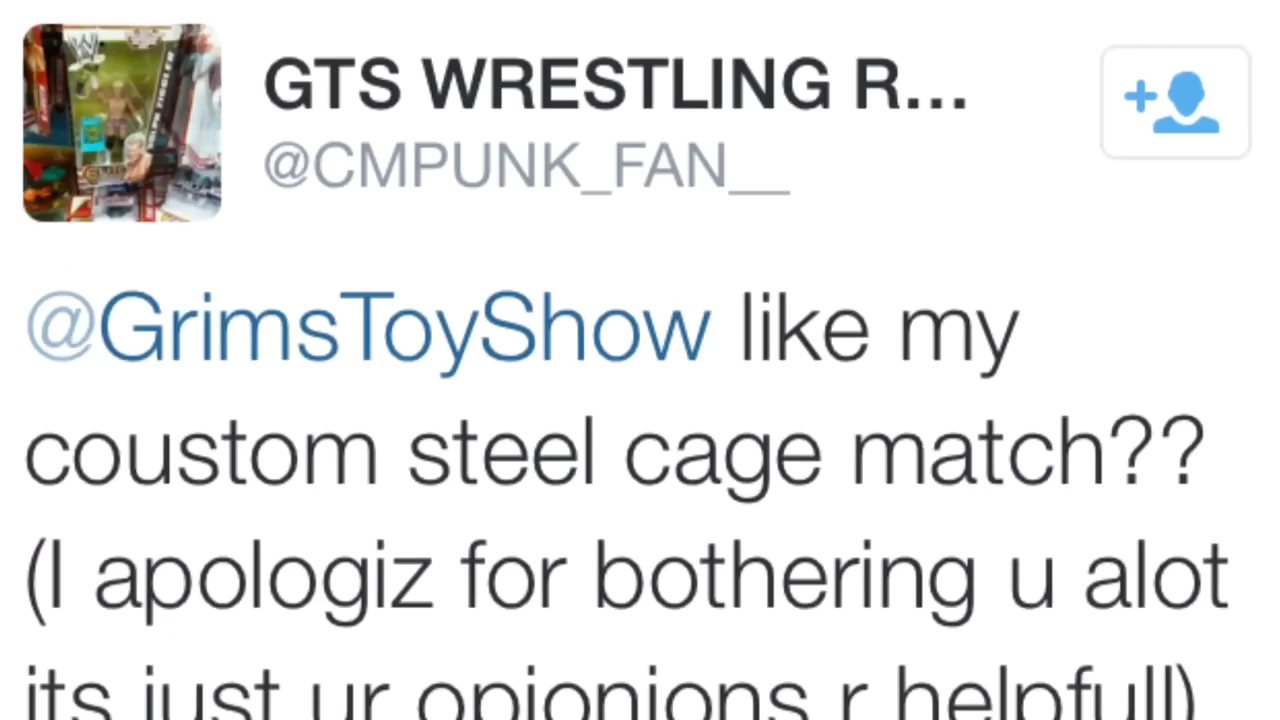 GTS WRESTLING R...
@CMPUNK_FAN__
@GrimsToyShow like my
coustom steel cage match??
(I apologiz for bothering u alot
its just ur opionions r helpfull)